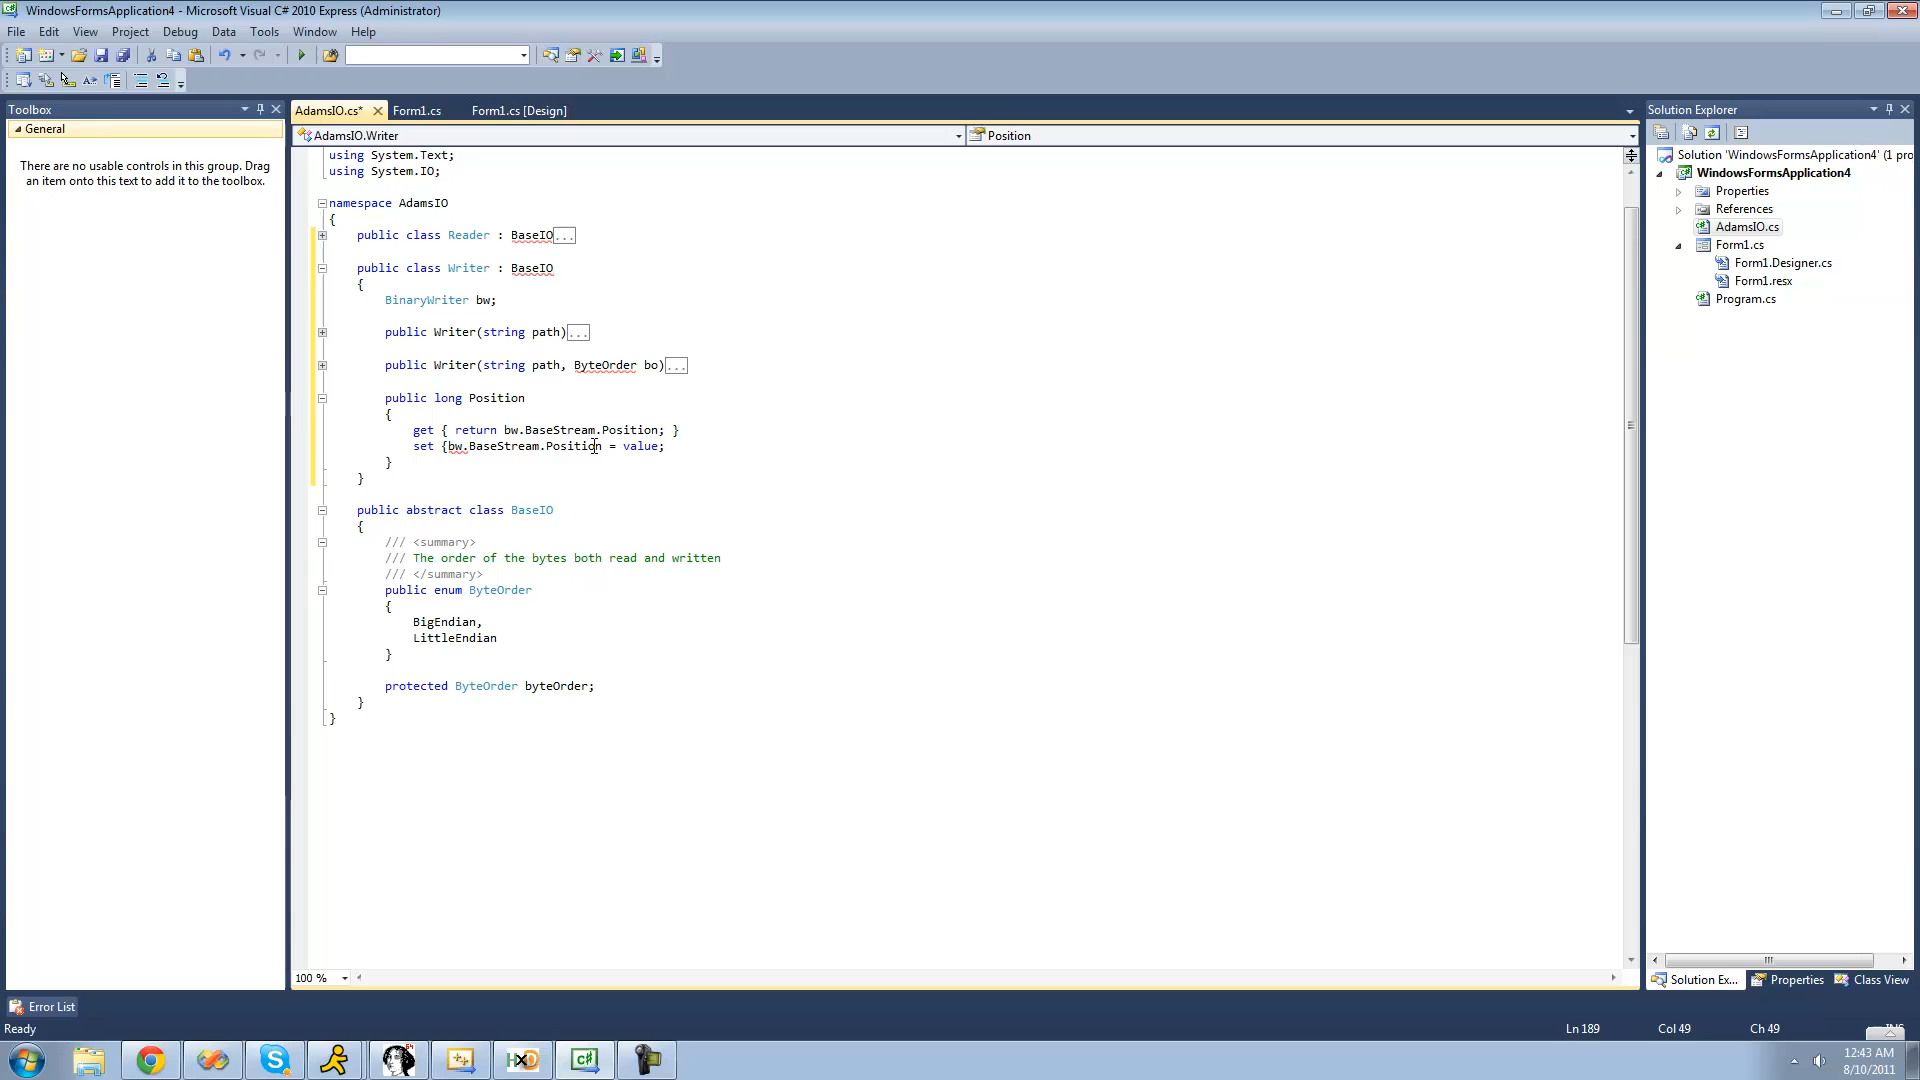 WindowsFormsApplication4 - Microsoft Visual C# 2010 Express (Administrator)
File Edit View Project Debug Data Tools Window Help
Toolbox
General
There are no usable controls in this group. Drag
an item onto this text to add it to the toolbox.
AdamsIO.cs* Form1.cs Form1.cs [Design]
AdamsIO.Writer Position
using System.Text;
using System.IO;
namespace AdamsIO
{
public class Reader : BaseIO...
public class Writer : BaseIO
{
BinaryWriter bw;
public Writer(string path)...
public Writer(string path, ByteOrder bo)...
public long Position
{
get { return bw.BaseStream.Position; }
set {bw.BaseStream.Position = value;
}
}
public abstract class BaseIO
{
/// <summary>
/// The order of the bytes both read and written
/// </summary>
public enum ByteOrder
{
BigEndian,
LittleEndian
}
protected ByteOrder byteOrder;
}
}
100 %
Solution Explorer
Solution 'WindowsFormsApplication4' (1 pro
WindowsFormsApplication4
Properties
References
AdamsIO.cs
Form1.cs
Form1.Designer.cs
Form1.resx
Program.cs
Solution Ex... Properties Class View
Error List
Ready Ln 189 Col 49 Ch 49
12:43 AM
8/10/2011